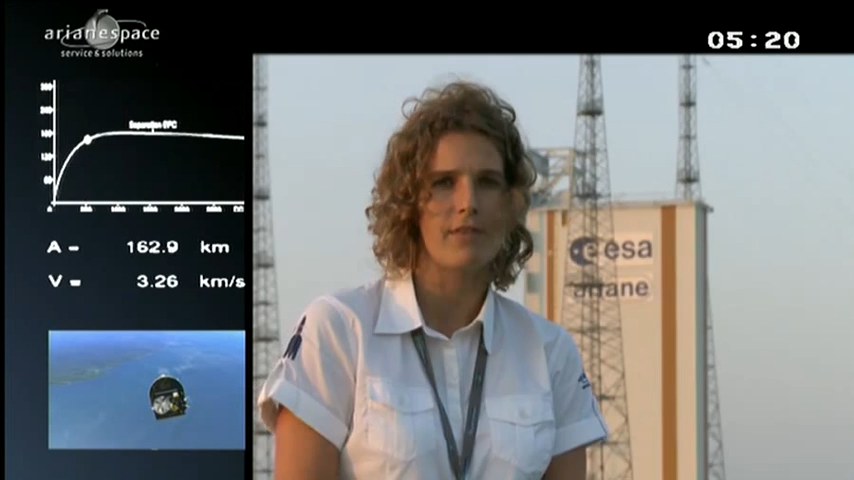 arianespace
service & solutions
05:20
Separation EPC
A = 162.9 km
V = 3.26 km/s
esa
ariane